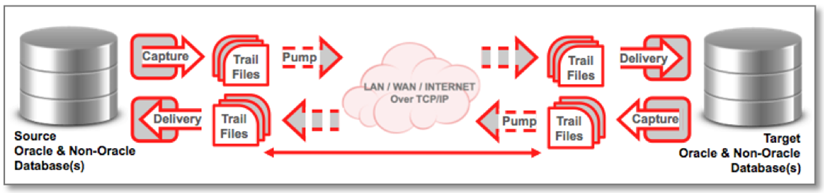 Capture
Trail
Files
Pump
LAN / WAN / INTERNET
Over TCP/IP
Trail
Files
Delivery
Delivery
Trail
Files
Pump
Trail
Files
Capture
Source
Oracle & Non-Oracle
Database(s)
Target
Oracle & Non-Oracle
Database(s)